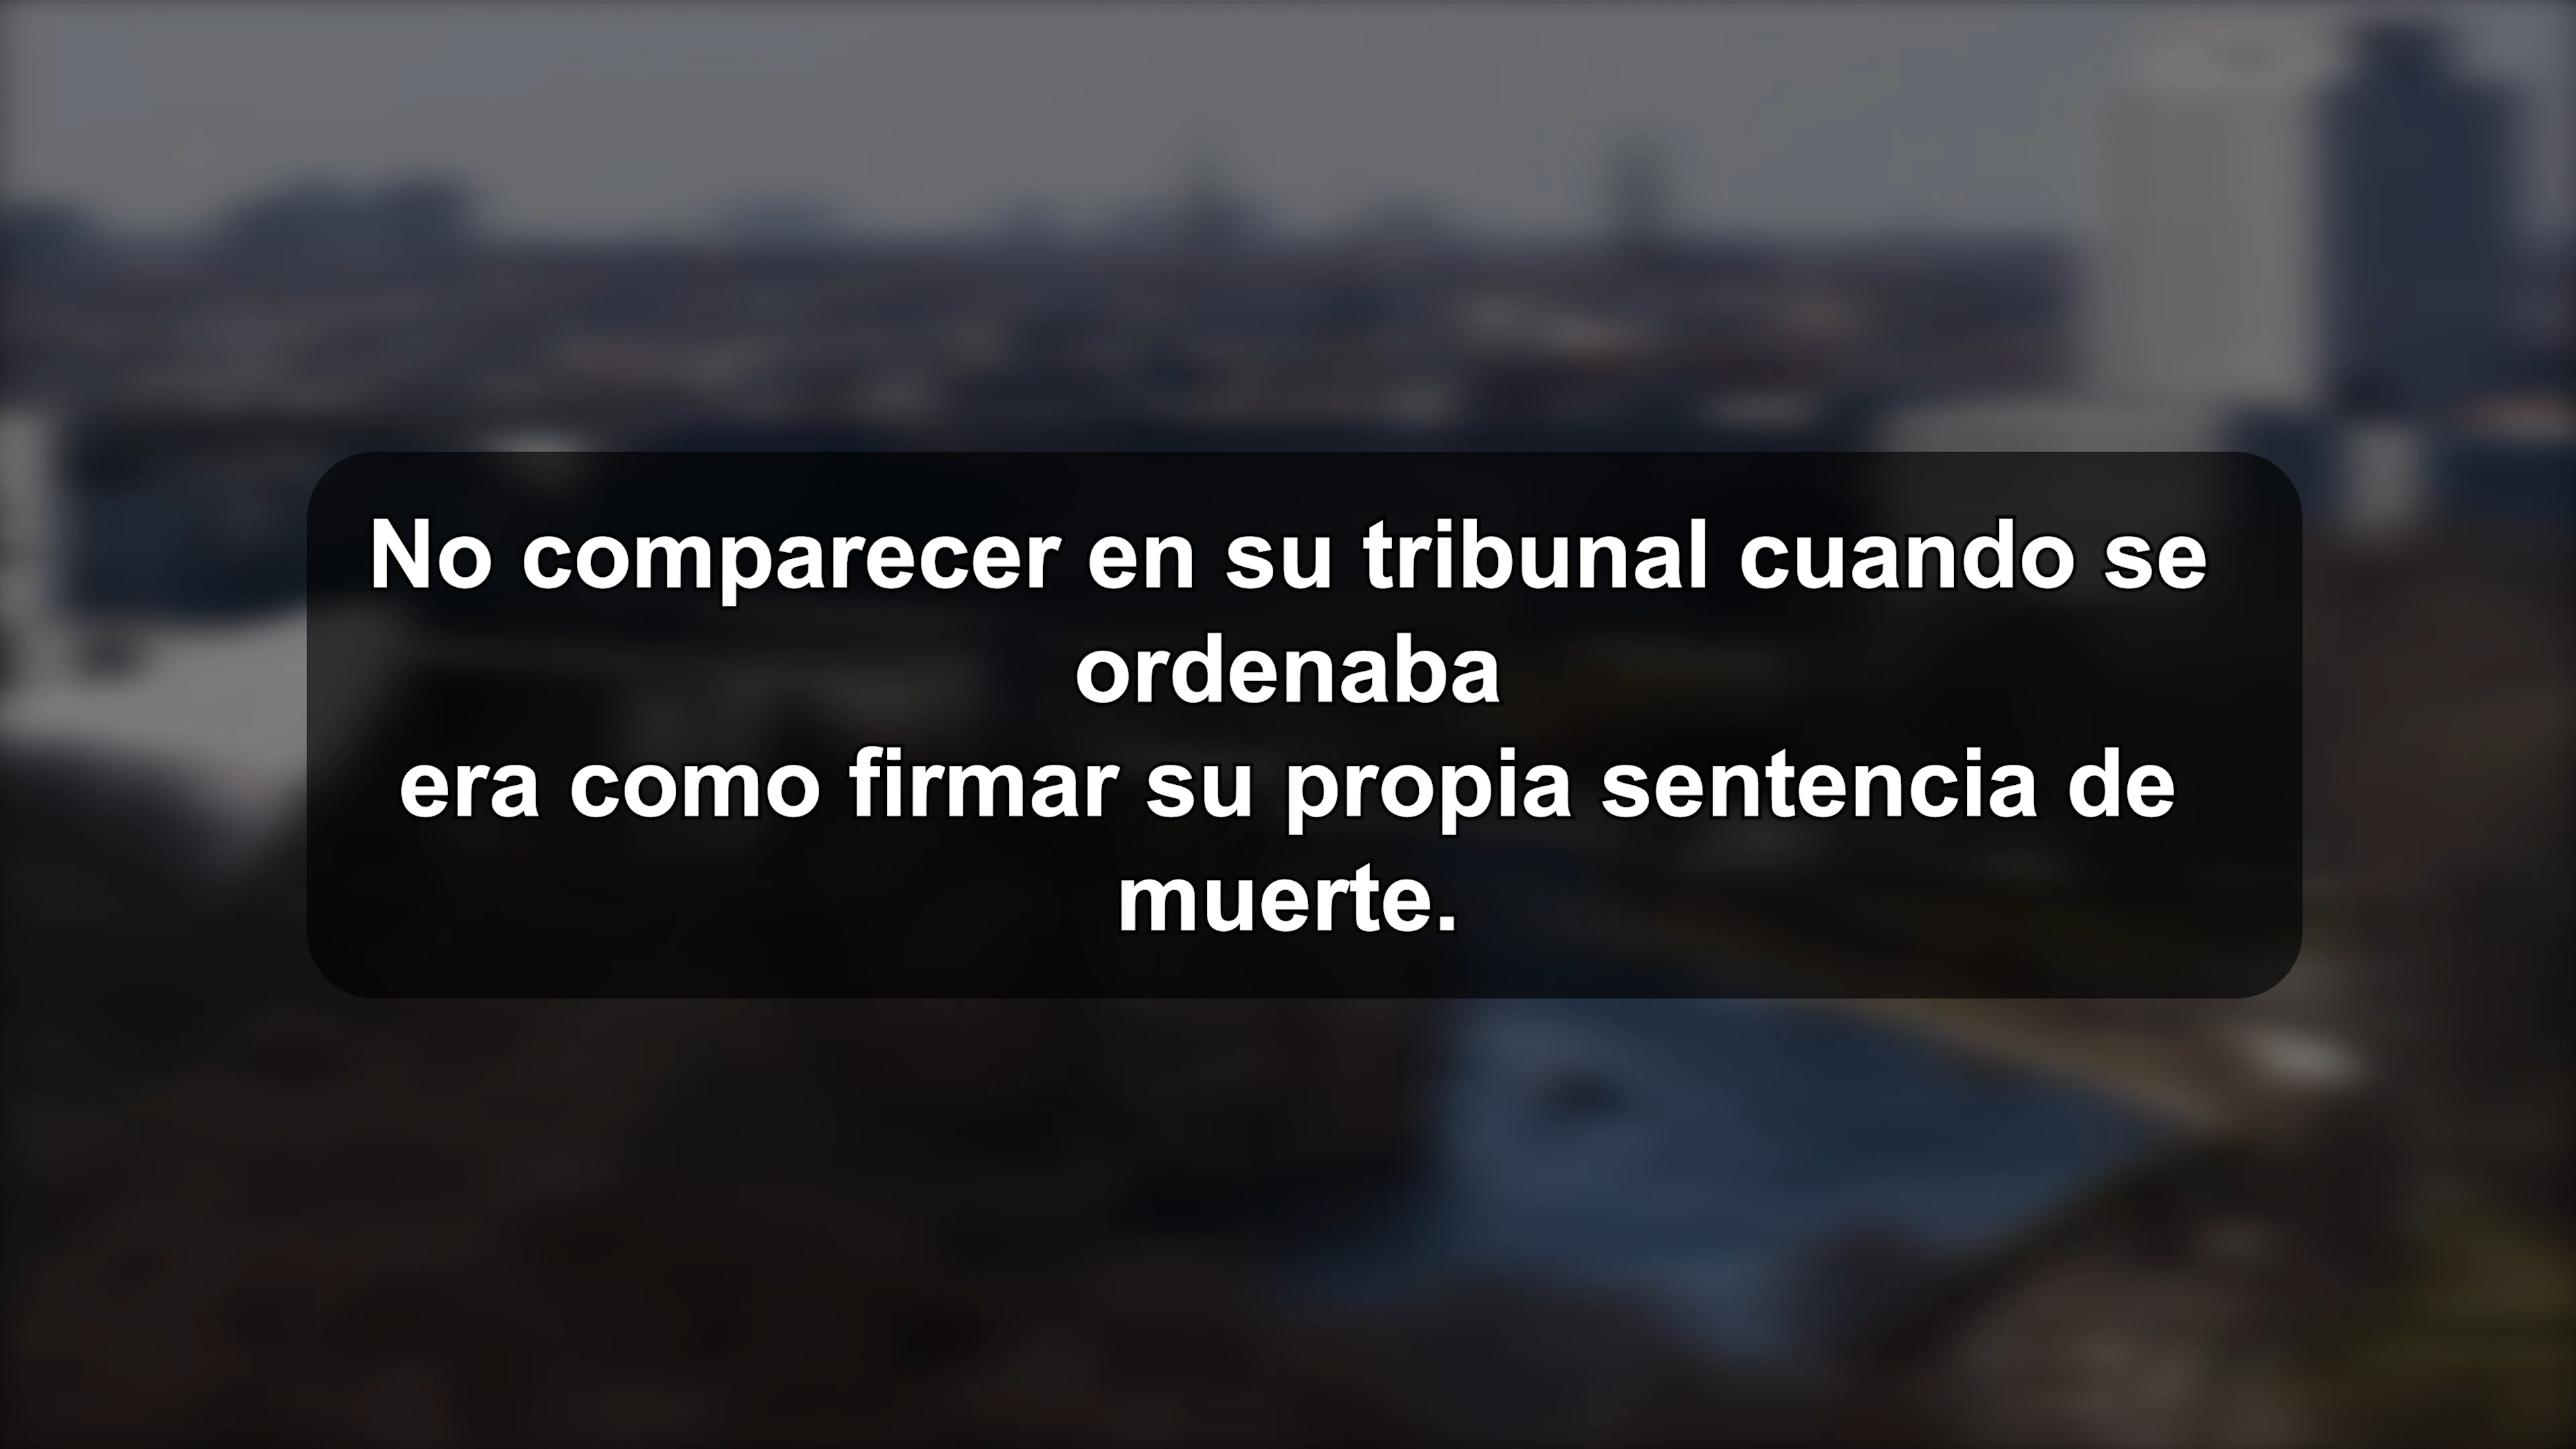 No comparecer en su tribunal cuando se
ordenaba
era como firmar su propia sentencia de
muerte.